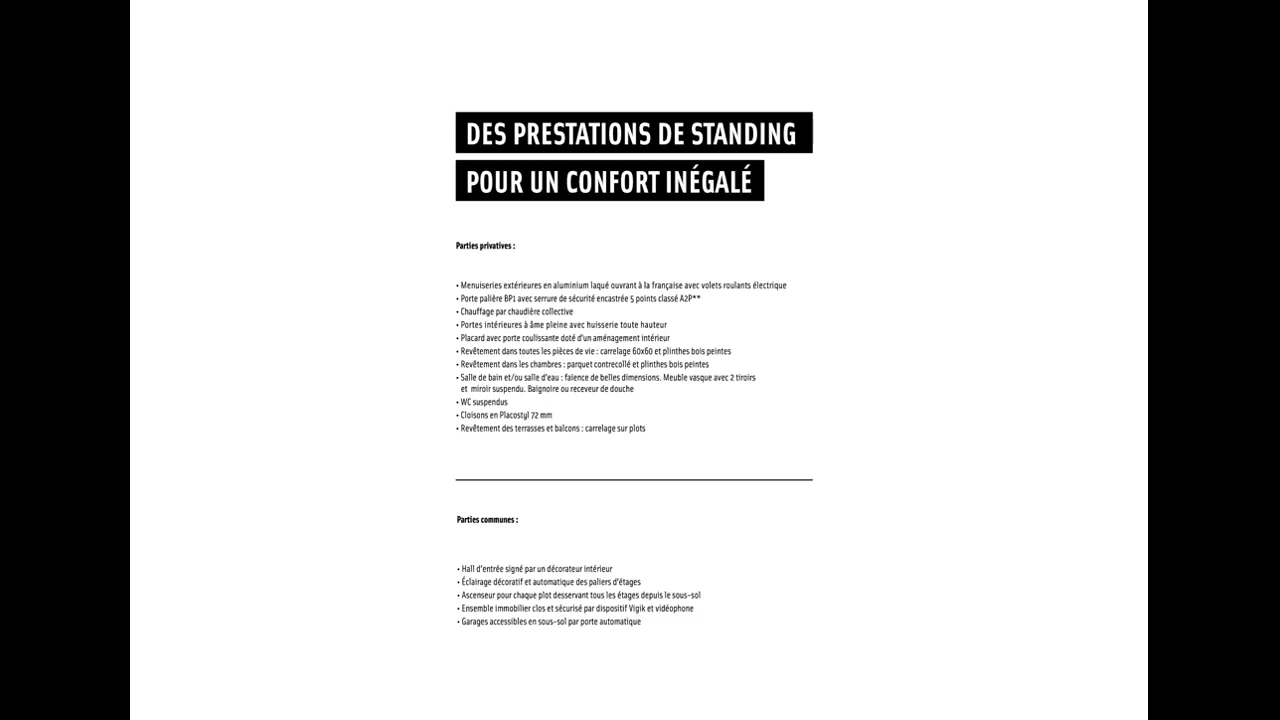 DES PRESTATIONS DE STANDING
POUR UN CONFORT INÉGALÉ
Parties privatives :
• Menuiseries extérieures en aluminium laqué ouvrant à la française avec volets roulants électrique
• Porte palière BP1 avec serrure de sécurité encastrée 5 points classé A2P**
• Chauffage par chaudière collective
• Portes intérieures à âme pleine avec huisserie toute hauteur
• Placard avec porte coulissante doté d'un aménagement intérieur
• Revêtement dans toutes les pièces de vie : carrelage 60x60 et plinthes bois peintes
• Revêtement dans les chambres : parquet contrecollé et plinthes bois peintes
• Salle de bain et/ou salle d'eau : faïence de belles dimensions. Meuble vasque avec 2 tiroirs
et miroir suspendu. Baignoire ou receveur de douche
• WC suspendus
• Cloisons en Placostyl 72 mm
• Revêtement des terrasses et balcons : carrelage sur plots
Parties communes :
• Hall d'entrée signé par un décorateur intérieur
• Éclairage décoratif et automatique des paliers d'étages
• Ascenseur pour chaque plot desservant tous les étages depuis le sous-sol
• Ensemble immobilier clos et sécurisé par dispositif Vigik et vidéophone
• Garages accessibles en sous-sol par porte automatique